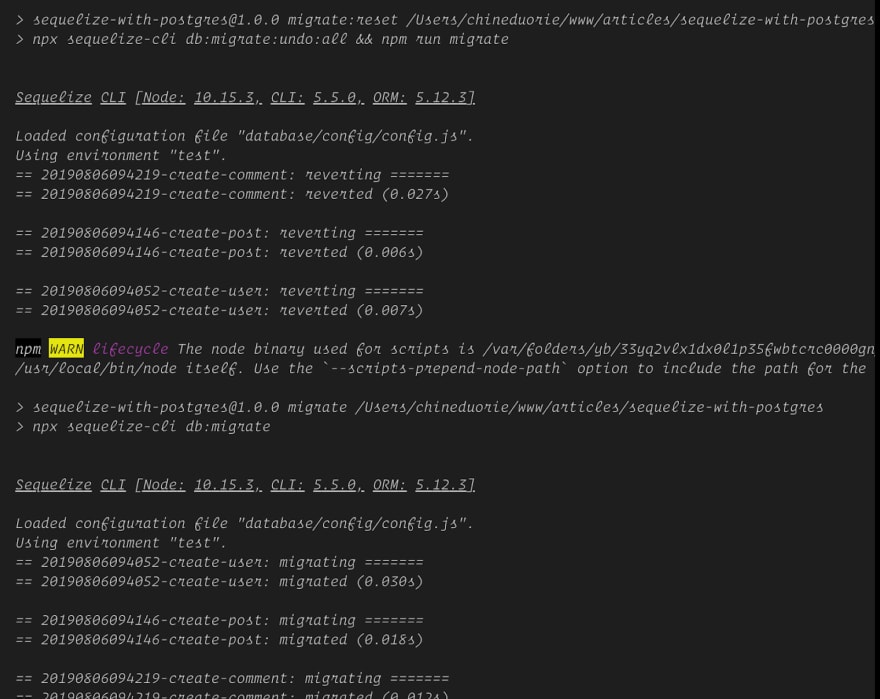 > sequelize-with-postgres@1.0.0 migrate:reset /Users/chineduorie/www/articles/sequelize-with-postgres
> npx sequelize-cli db:migrate:undo:all && npm run migrate
Sequelize CLI [Node: 10.15.3, CLI: 5.5.0, ORM: 5.12.3]
Loaded configuration file "database/config/config.js".
Using environment "test".
== 20190806094219-create-comment: reverting =======
== 20190806094219-create-comment: reverted (0.027s)
== 20190806094146-create-post: reverting =======
== 20190806094146-create-post: reverted (0.006s)
== 20190806094052-create-user: reverting =======
== 20190806094052-create-user: reverted (0.007s)
npm WARN lifecycle The node binary used for scripts is /var/folders/yb/33yq2vlx1dx0l1p35fwbtcrc0000gn
/usr/local/bin/node itself. Use the `--scripts-prepend-node-path` option to include the path for the
> sequelize-with-postgres@1.0.0 migrate /Users/chineduorie/www/articles/sequelize-with-postgres
> npx sequelize-cli db:migrate
Sequelize CLI [Node: 10.15.3, CLI: 5.5.0, ORM: 5.12.3]
Loaded configuration file "database/config/config.js".
Using environment "test".
== 20190806094052-create-user: migrating =======
== 20190806094052-create-user: migrated (0.030s)
== 20190806094146-create-post: migrating =======
== 20190806094146-create-post: migrated (0.018s)
== 20190806094219-create-comment: migrating =======
== 20190806094219-create-comment: migrated (0.012s)